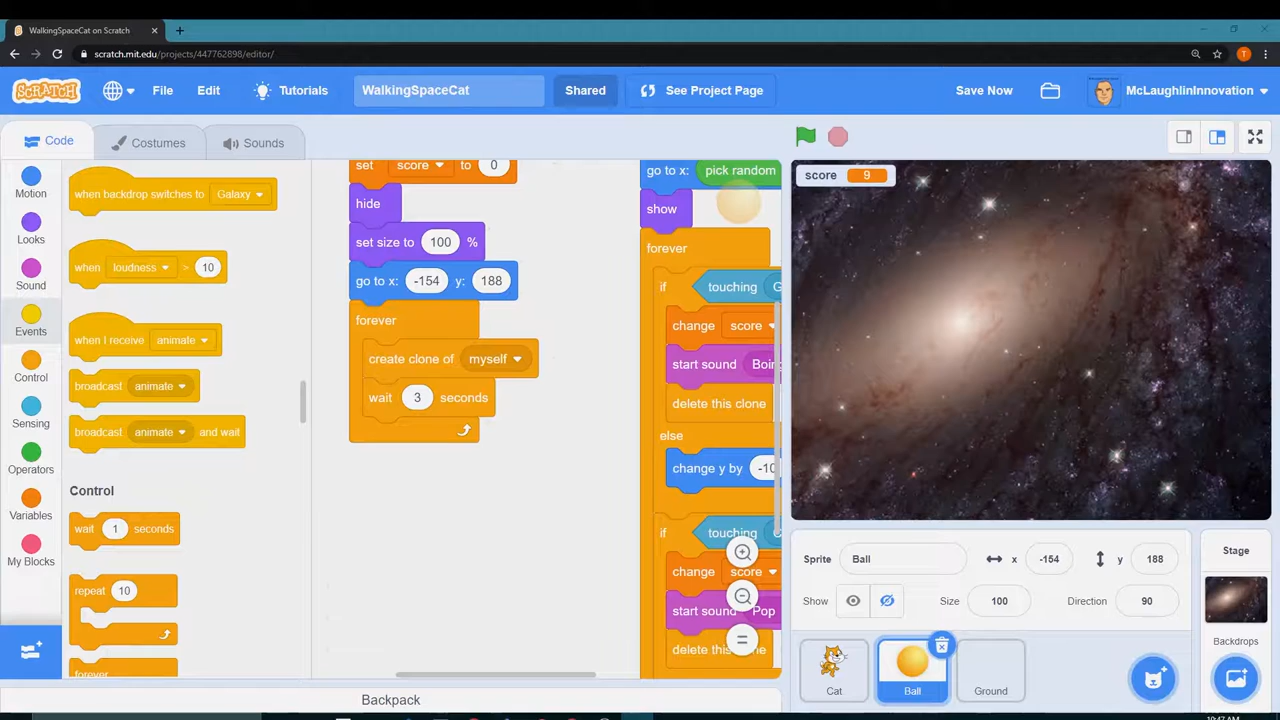 WalkingSpaceCat on Scratch
scratch.mit.edu/projects/447762898/editor/
T
SCRATCH
File
Edit
Tutorials
WalkingSpaceCat
Shared
See Project Page
Save Now
McLaughlinInnovation
Code
Costumes
Sounds
Motion
Looks
Sound
Events
Control
Sensing
Operators
Variables
My Blocks
when backdrop switches to Galaxy
when loudness > 10
when I receive animate
broadcast animate
broadcast animate and wait
Control
wait 1 seconds
repeat 10
forever
set score to 0
hide
set size to 100 %
go to x: -154 y: 188
forever
create clone of myself
wait 3 seconds
go to x: pick random
show
forever
if touching
change score
start sound
delete this clone
else
change y by -10
if touching
change score
start sound Pop
delete this
score 9
Sprite Ball x -154 y 188
Show Size 100 Direction 90
Cat
Ball
Ground
Stage
Backdrops
Backpack
10:47 AM